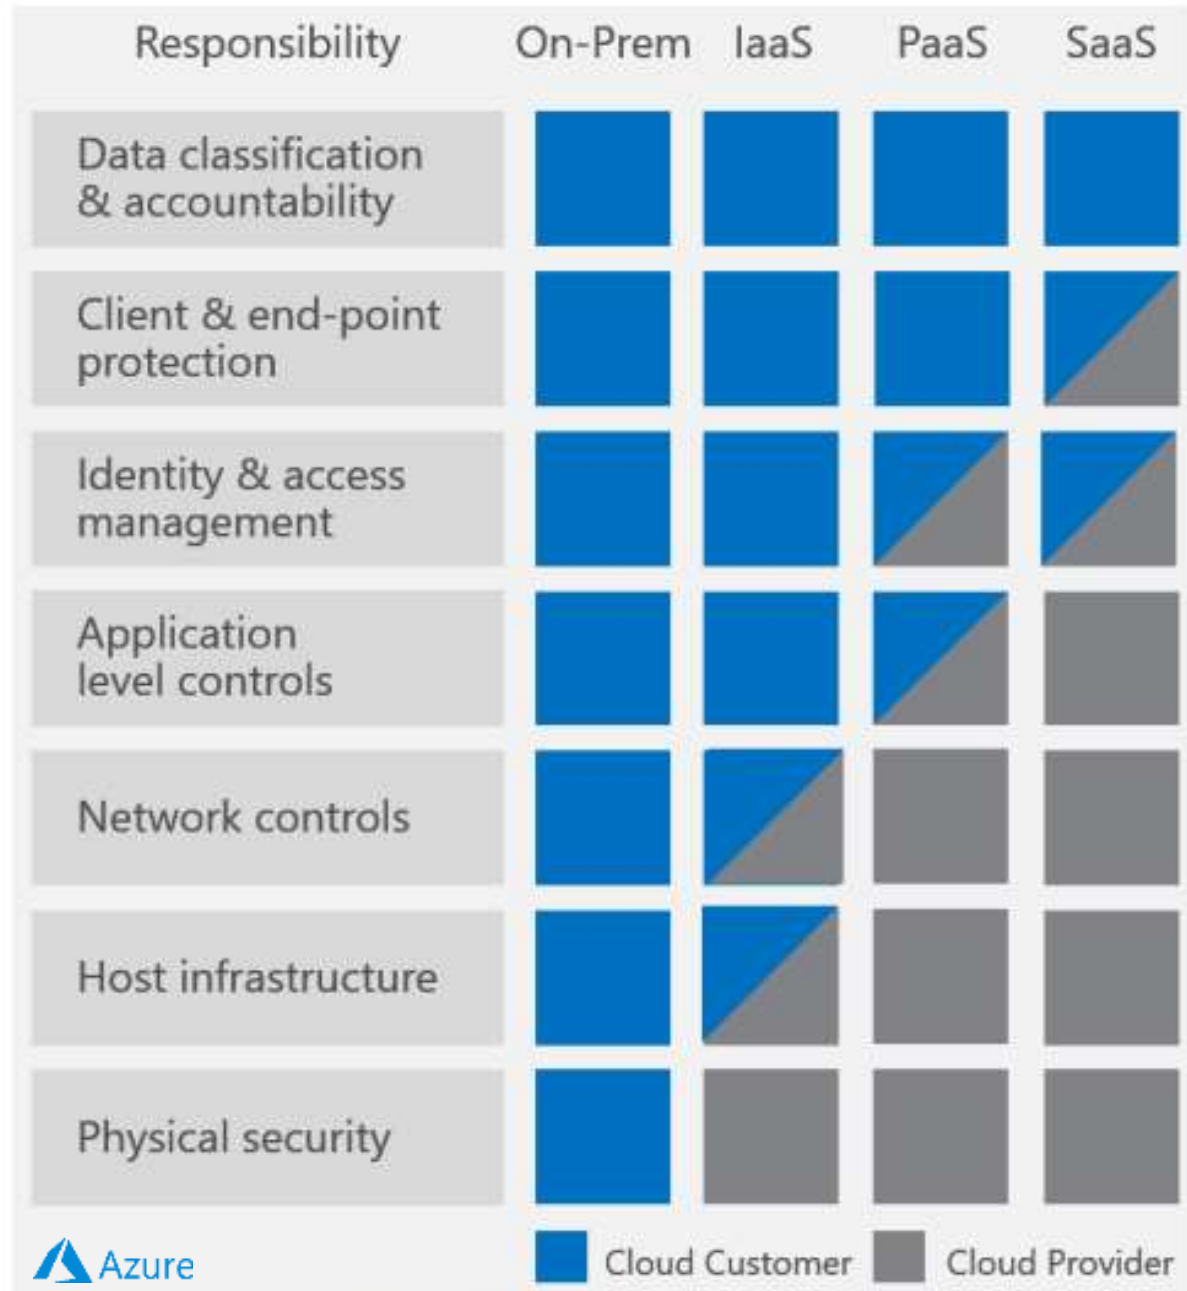 Responsibility On-Prem IaaS PaaS SaaS
Data classification
& accountability
Client & end-point
protection
Identity & access
management
Application
level controls
Network controls
Host infrastructure
Physical security
Azure Cloud Customer Cloud Provider